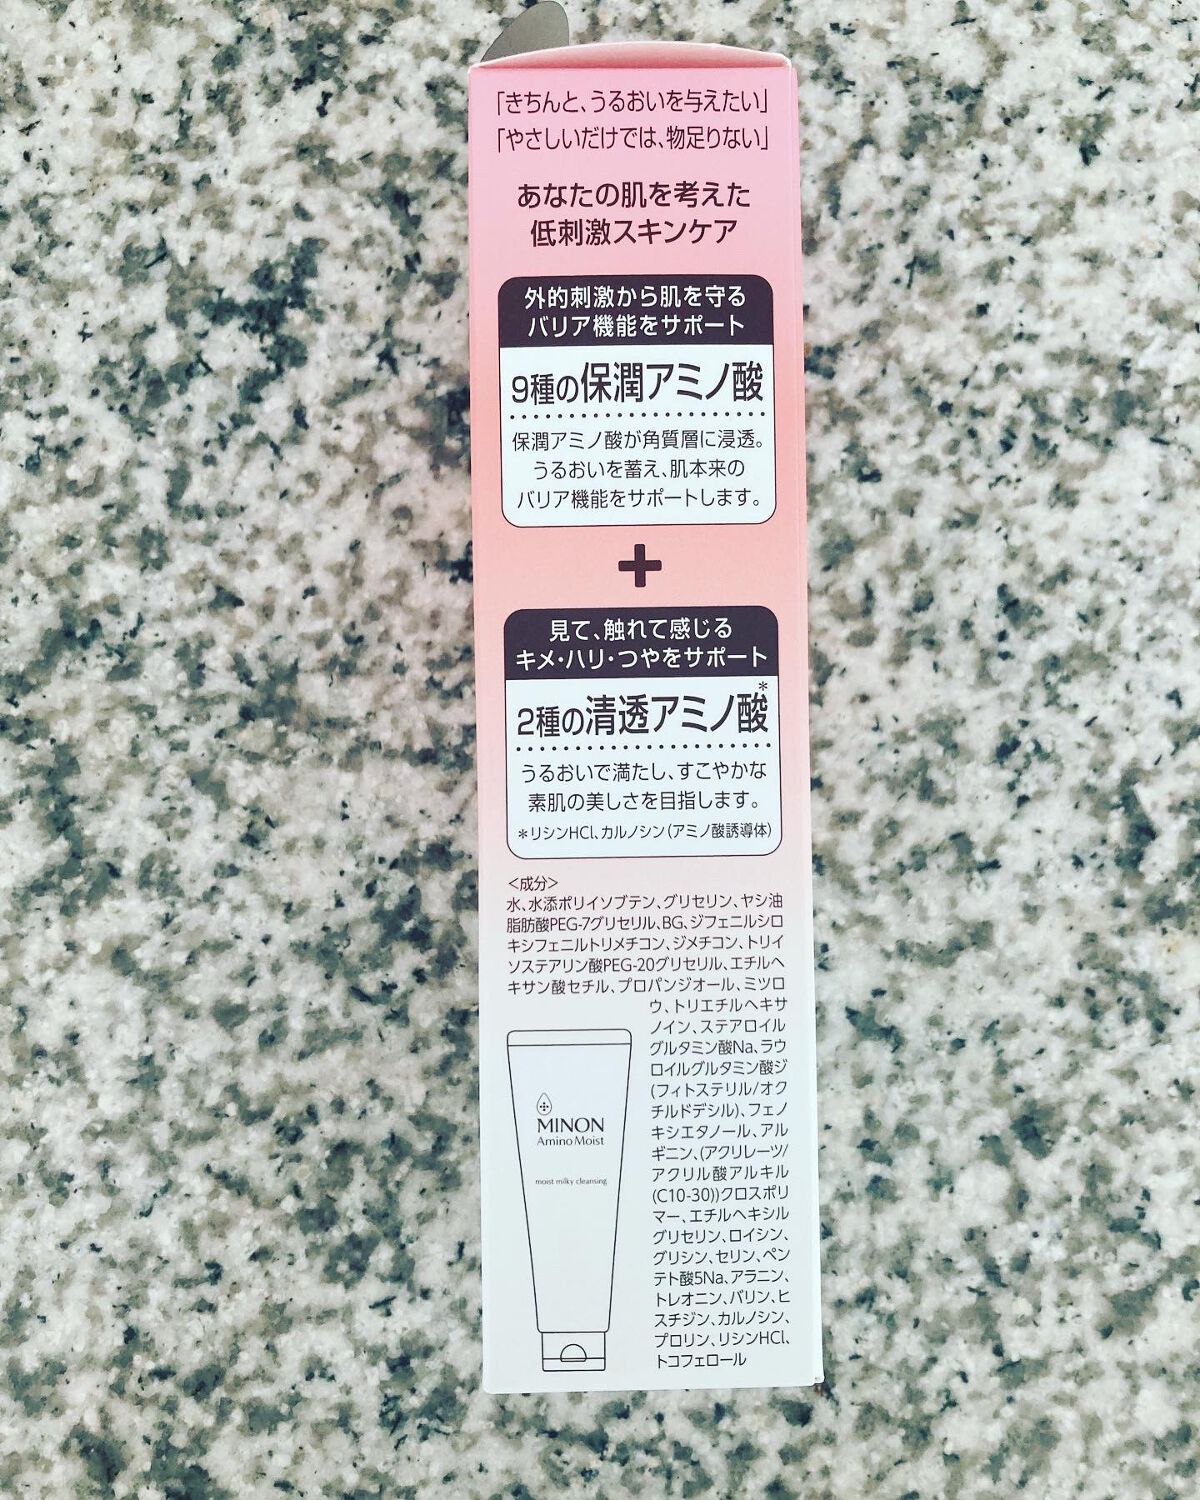 「きちんと、うるおいを与えたい」
「やさしいだけでは、物足りない」
あなたの肌を考えた
低刺激スキンケア
外的刺激から肌を守る
バリア機能をサポート
9種の保潤アミノ酸
保潤アミノ酸が角質層に浸透。
うるおいを蓄え、肌本来の
バリア機能をサポートします。
+
見て、触れて感じる
キメ・ハリ・つやをサポート
2種の清透アミノ酸*
うるおいで満たし、すこやかな
素肌の美しさを目指します。
*リシンHCl、カルノシン(アミノ酸誘導体)
<成分>
水、水添ポリイソブテン、グリセリン、ヤシ油
脂肪酸PEG-7グリセリル、BG、ジフェニルシロ
キシフェニルトリメチコン、ジメチコン、トリイ
ソステアリン酸PEG-20グリセリル、エチルヘ
キサン酸セチル、プロパンジオール、ミツロ
ウ、トリエチルヘキサ
ノイン、ステアロイル
グルタミン酸Na、ラウ
ロイルグルタミン酸ジ
(フィトステリル/オク
チルドデシル)、フェノ
キシエタノール、アル
ギニン、(アクリレーツ/
アクリル酸アルキル
(C10-30))クロスポリ
マー、エチルヘキシル
グリセリン、ロイシン、
グリシン、セリン、ペン
テト酸5Na、アラニン、
トレオニン、バリン、ヒ
スチジン、カルノシン、
プロリン、リシンHCl、
トコフェロール
MINON
Amino Moist
moist milky cleansing